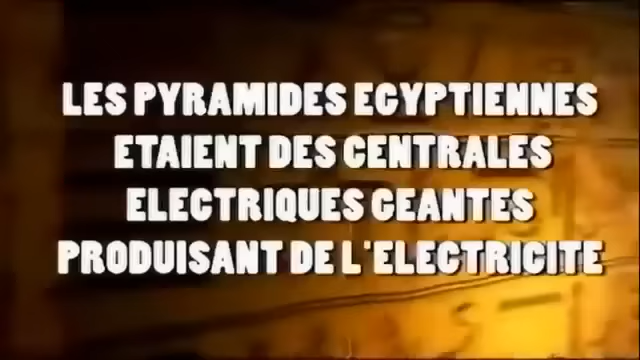 LES PYRAMIDES EGYPTIENNES
ETAIENT DES CENTRALES
ELECTRIQUES GEANTES
PRODUISANT DE L'ELECTRICITE